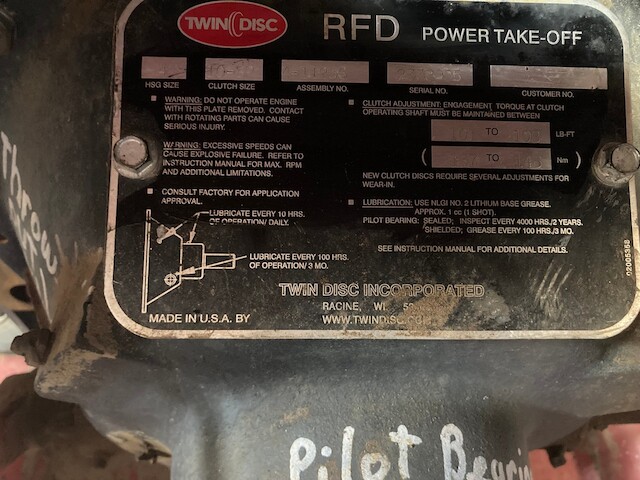 TWIN DISC
RFD POWER TAKE-OFF
HSG SIZE
CLUTCH SIZE
ASSEMBLY NO.
SERIAL NO.
CUSTOMER NO.
WARNING: DO NOT OPERATE ENGINE
WITH THIS PLATE REMOVED. CONTACT
WITH ROTATING PARTS CAN CAUSE
SERIOUS INJURY.
WARNING: EXCESSIVE SPEEDS CAN
CAUSE EXPLOSIVE FAILURE. REFER TO
INSTRUCTION MANUAL FOR MAX. RPM
AND ADDITIONAL LIMITATIONS.
CONSULT FACTORY FOR APPLICATION
APPROVAL.
LUBRICATE EVERY 10 HRS.
OF OPERATION/ DAILY.
LUBRICATE EVERY 100 HRS.
OF OPERATION/ 3 MO.
CLUTCH ADJUSTMENT: ENGAGEMENT TORQUE AT CLUTCH
OPERATING SHAFT MUST BE MAINTAINED BETWEEN
TO LB-FT
( TO Nm )
NEW CLUTCH DISCS REQUIRE SEVERAL ADJUSTMENTS FOR
WEAR-IN.
LUBRICATION: USE NLGI NO. 2 LITHIUM BASE GREASE.
APPROX. 1 cc (1 SHOT).
PILOT BEARING: SEALED; INSPECT EVERY 4000 HRS./2 YEARS.
SHIELDED; GREASE EVERY 100 HRS./3 MO.
SEE INSTRUCTION MANUAL FOR ADDITIONAL DETAILS.
TWIN DISC INCORPORATED
RACINE, WI.
MADE IN U.S.A. BY WWW.TWINDISC.COM
Throw
Pilot Bearin